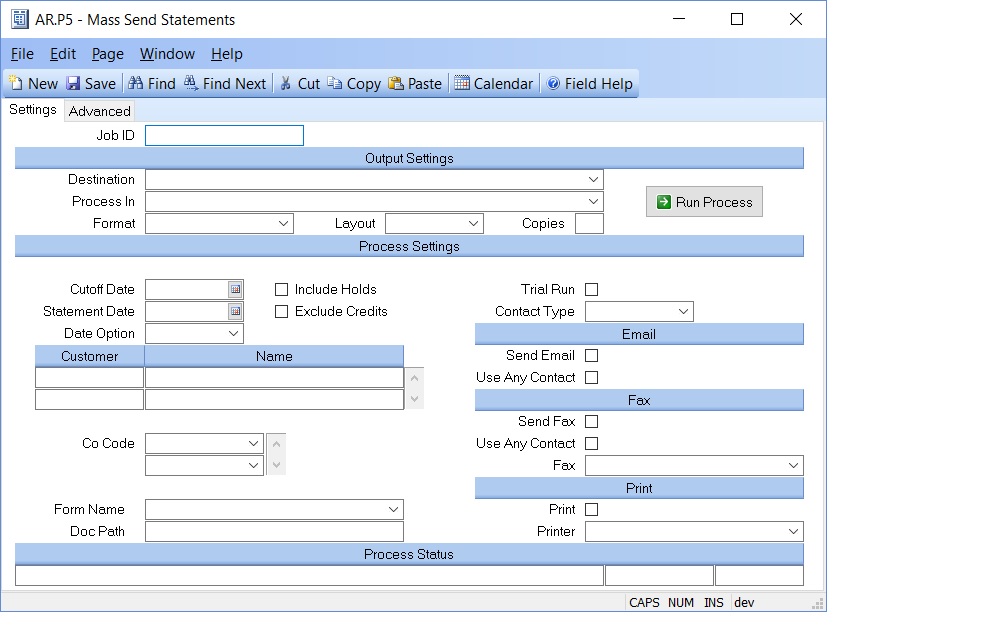 AR.P5 - Mass Send Statements
File Edit Page Window Help
New Save Find Find Next Cut Copy Paste Calendar Field Help
Settings Advanced
Job ID
Output Settings
Destination
Process In
Run Process
Format Layout Copies
Process Settings
Cutoff Date Include Holds Trial Run
Statement Date Exclude Credits Contact Type
Date Option Email
Customer Name Send Email
Use Any Contact
Fax
Send Fax
Co Code Use Any Contact
Fax
Print
Form Name Print
Doc Path Printer
Process Status
CAPS NUM INS dev